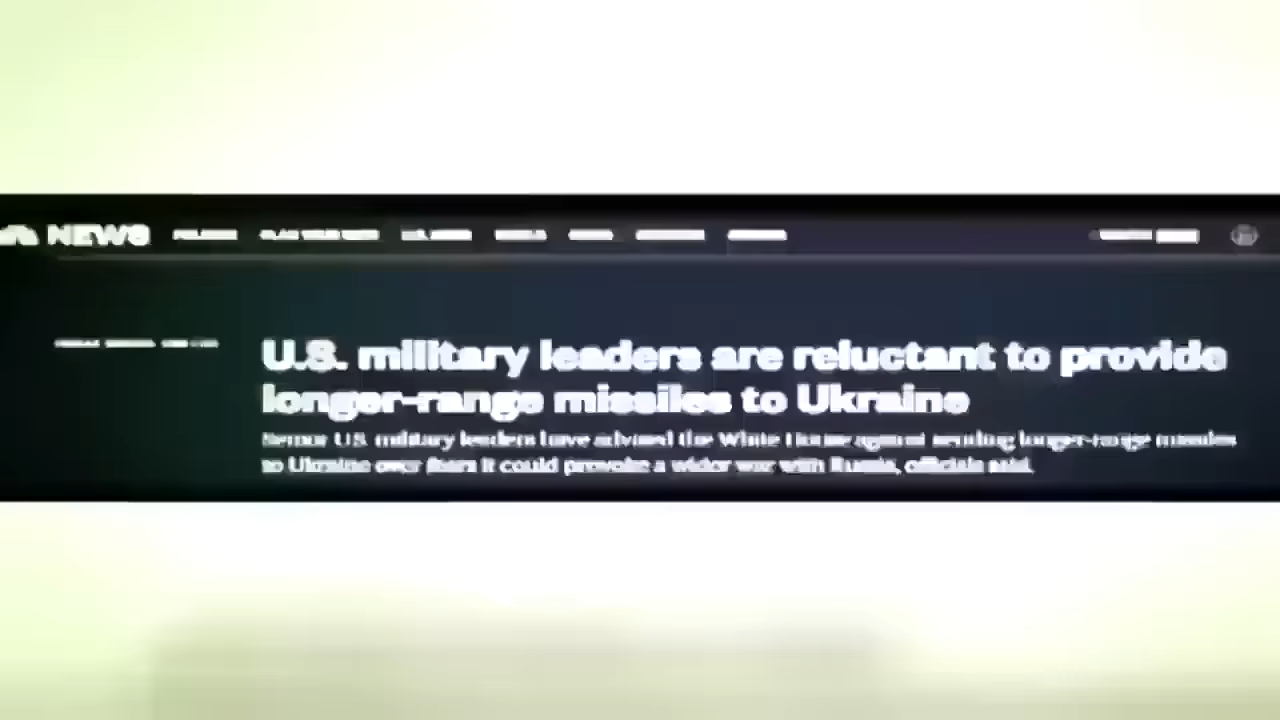 NEWS
U.S. military leaders are reluctant to provide
longer-range missiles to Ukraine
Senior U.S. military leaders have advised the White House against sending longer-range missiles
to Ukraine over fears it could provoke a wider war with Russia, officials said.